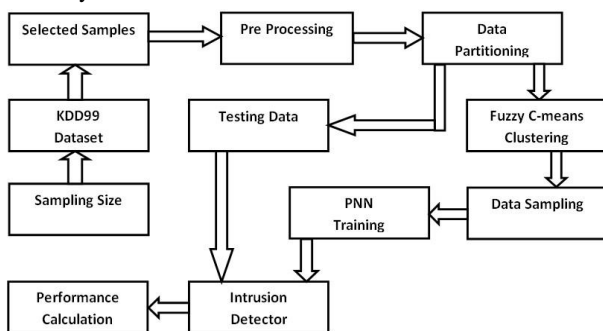 Selected Samples
Pre Processing
Data
Partitioning
KDD99
Dataset
Testing Data
Fuzzy C-means
Clustering
Sampling Size
PNN
Training
Data Sampling
Performance
Calculation
Intrusion
Detector